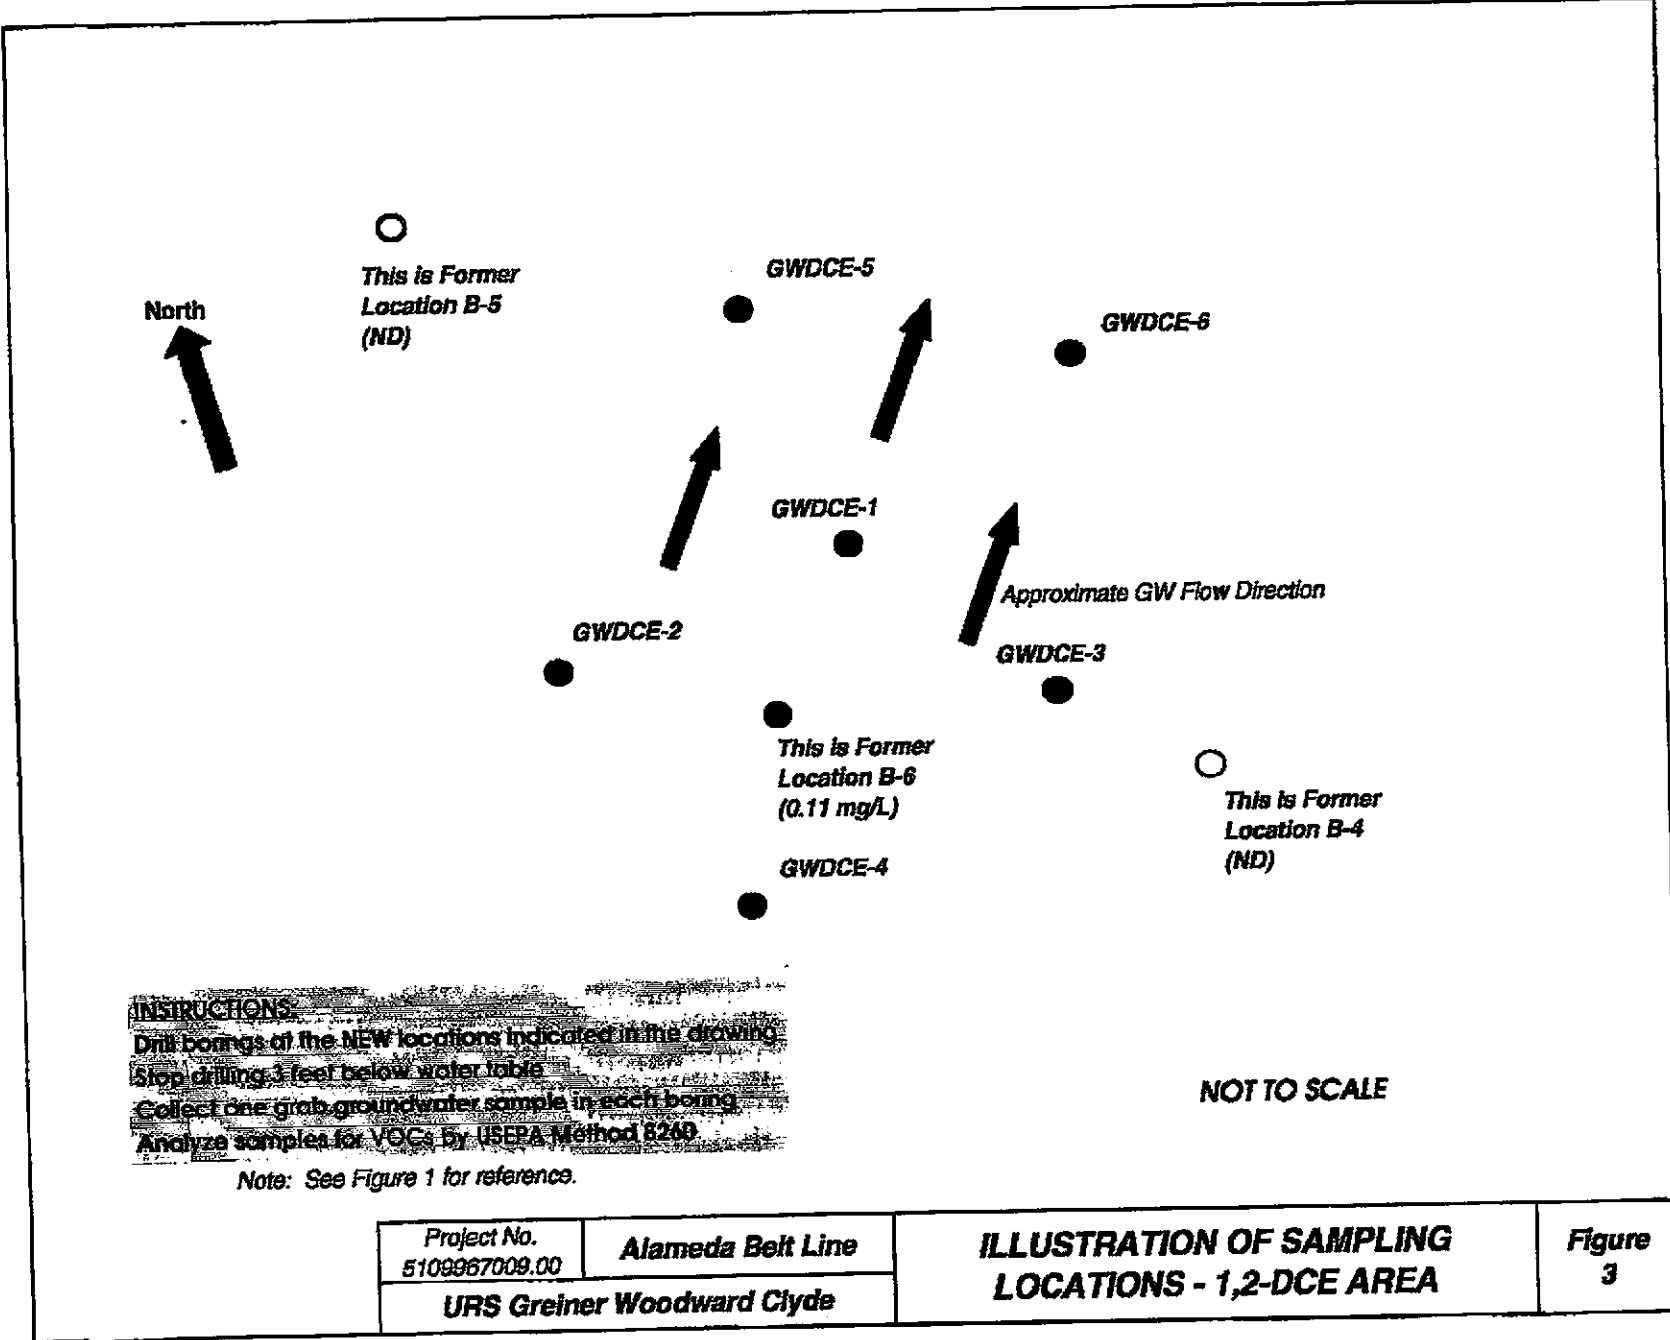 This is Former
Location B-5
(ND)
North
GWDCE-5
GWDCE-6
GWDCE-1
Approximate GW Flow Direction
GWDCE-2
GWDCE-3
This is Former
Location B-6
(0.11 mg/L)
This is Former
Location B-4
(ND)
GWDCE-4
INSTRUCTIONS:
Drill borings at the NEW locations indicated in the drawing
Stop drilling 3 feet below water table
Collect one grab groundwater sample in each boring
Analyze samples for VOCs by USEPA Method 8260
NOT TO SCALE
Note: See Figure 1 for reference.
Project No.
5109967009.00
Alameda Belt Line
URS Greiner Woodward Clyde
ILLUSTRATION OF SAMPLING
LOCATIONS - 1,2-DCE AREA
Figure
3